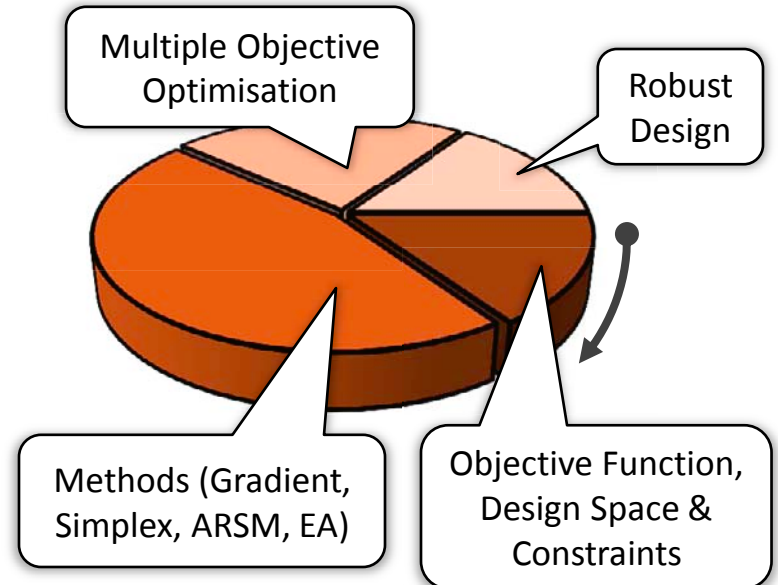 Multiple Objective
Optimisation
Robust
Design
Methods (Gradient,
Simplex, ARSM, EA)
Objective Function,
Design Space &
Constraints